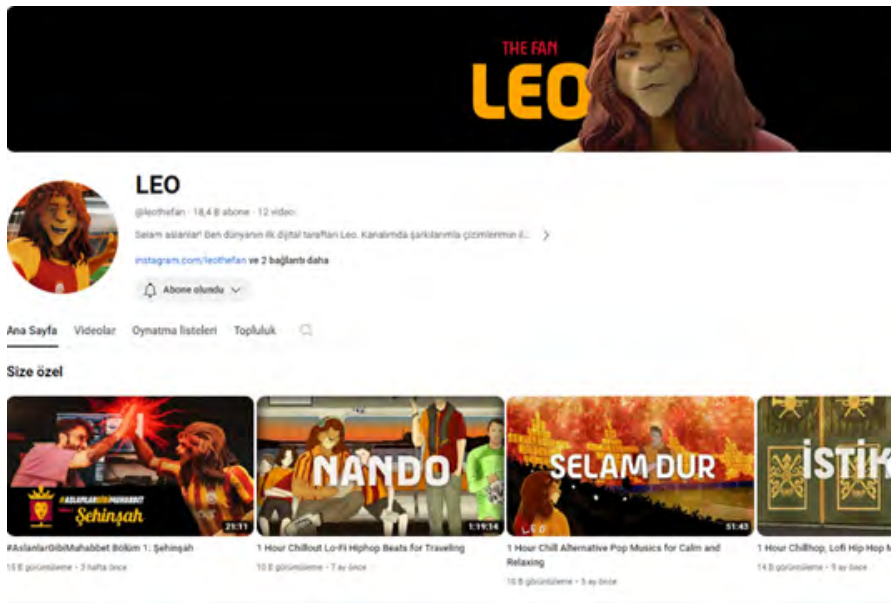 THE FAN
LEO
LEO
@leothefan · 18,4 B abone · 12 video
Selam aslanlar! Ben dünyanın ilk dijital taraftarı Leo. Kanalımda şarkılarımla çizimlerimin il...
instagram.com/leothefan ve 2 bağlantı daha
Abone olundu
Ana Sayfa Videolar Oynatma listeleri Topluluk
Size özel
#ASLANLARGİBİMUHABBET
Şehinşah
21:11
NANDO
1:19:14
SELAM DUR
LEO
51:43
İSTİK
#AslanlarGibiMuhabbet Bölüm 1: Şehinşah
1 Hour Chillout Lo-Fi Hiphop Beats for Traveling
1 Hour Chill Alternative Pop Musics for Calm and
Relaxing
1 Hour Chillhop, Lofi Hip Hop M
15 B görüntüleme · 3 hafta önce
10 B görüntüleme · 7 ay önce
10 B görüntüleme · 5 ay önce
14 B görüntüleme · 9 ay önce